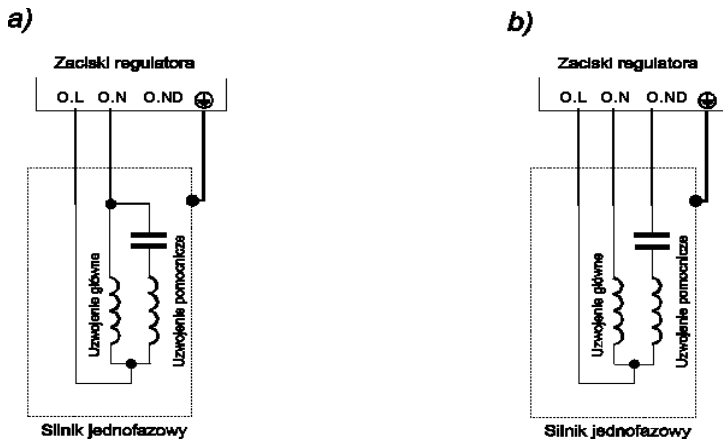 a)
Zaciski regulatora
O.L O.N O.ND
Uzwojenie główne
Uzwojenie pomocnicze
Silnik jednofazowy
b)
Zaciski regulatora
O.L O.N O.ND
Uzwojenie główne
Uzwojenie pomocnicze
Silnik jednofazowy